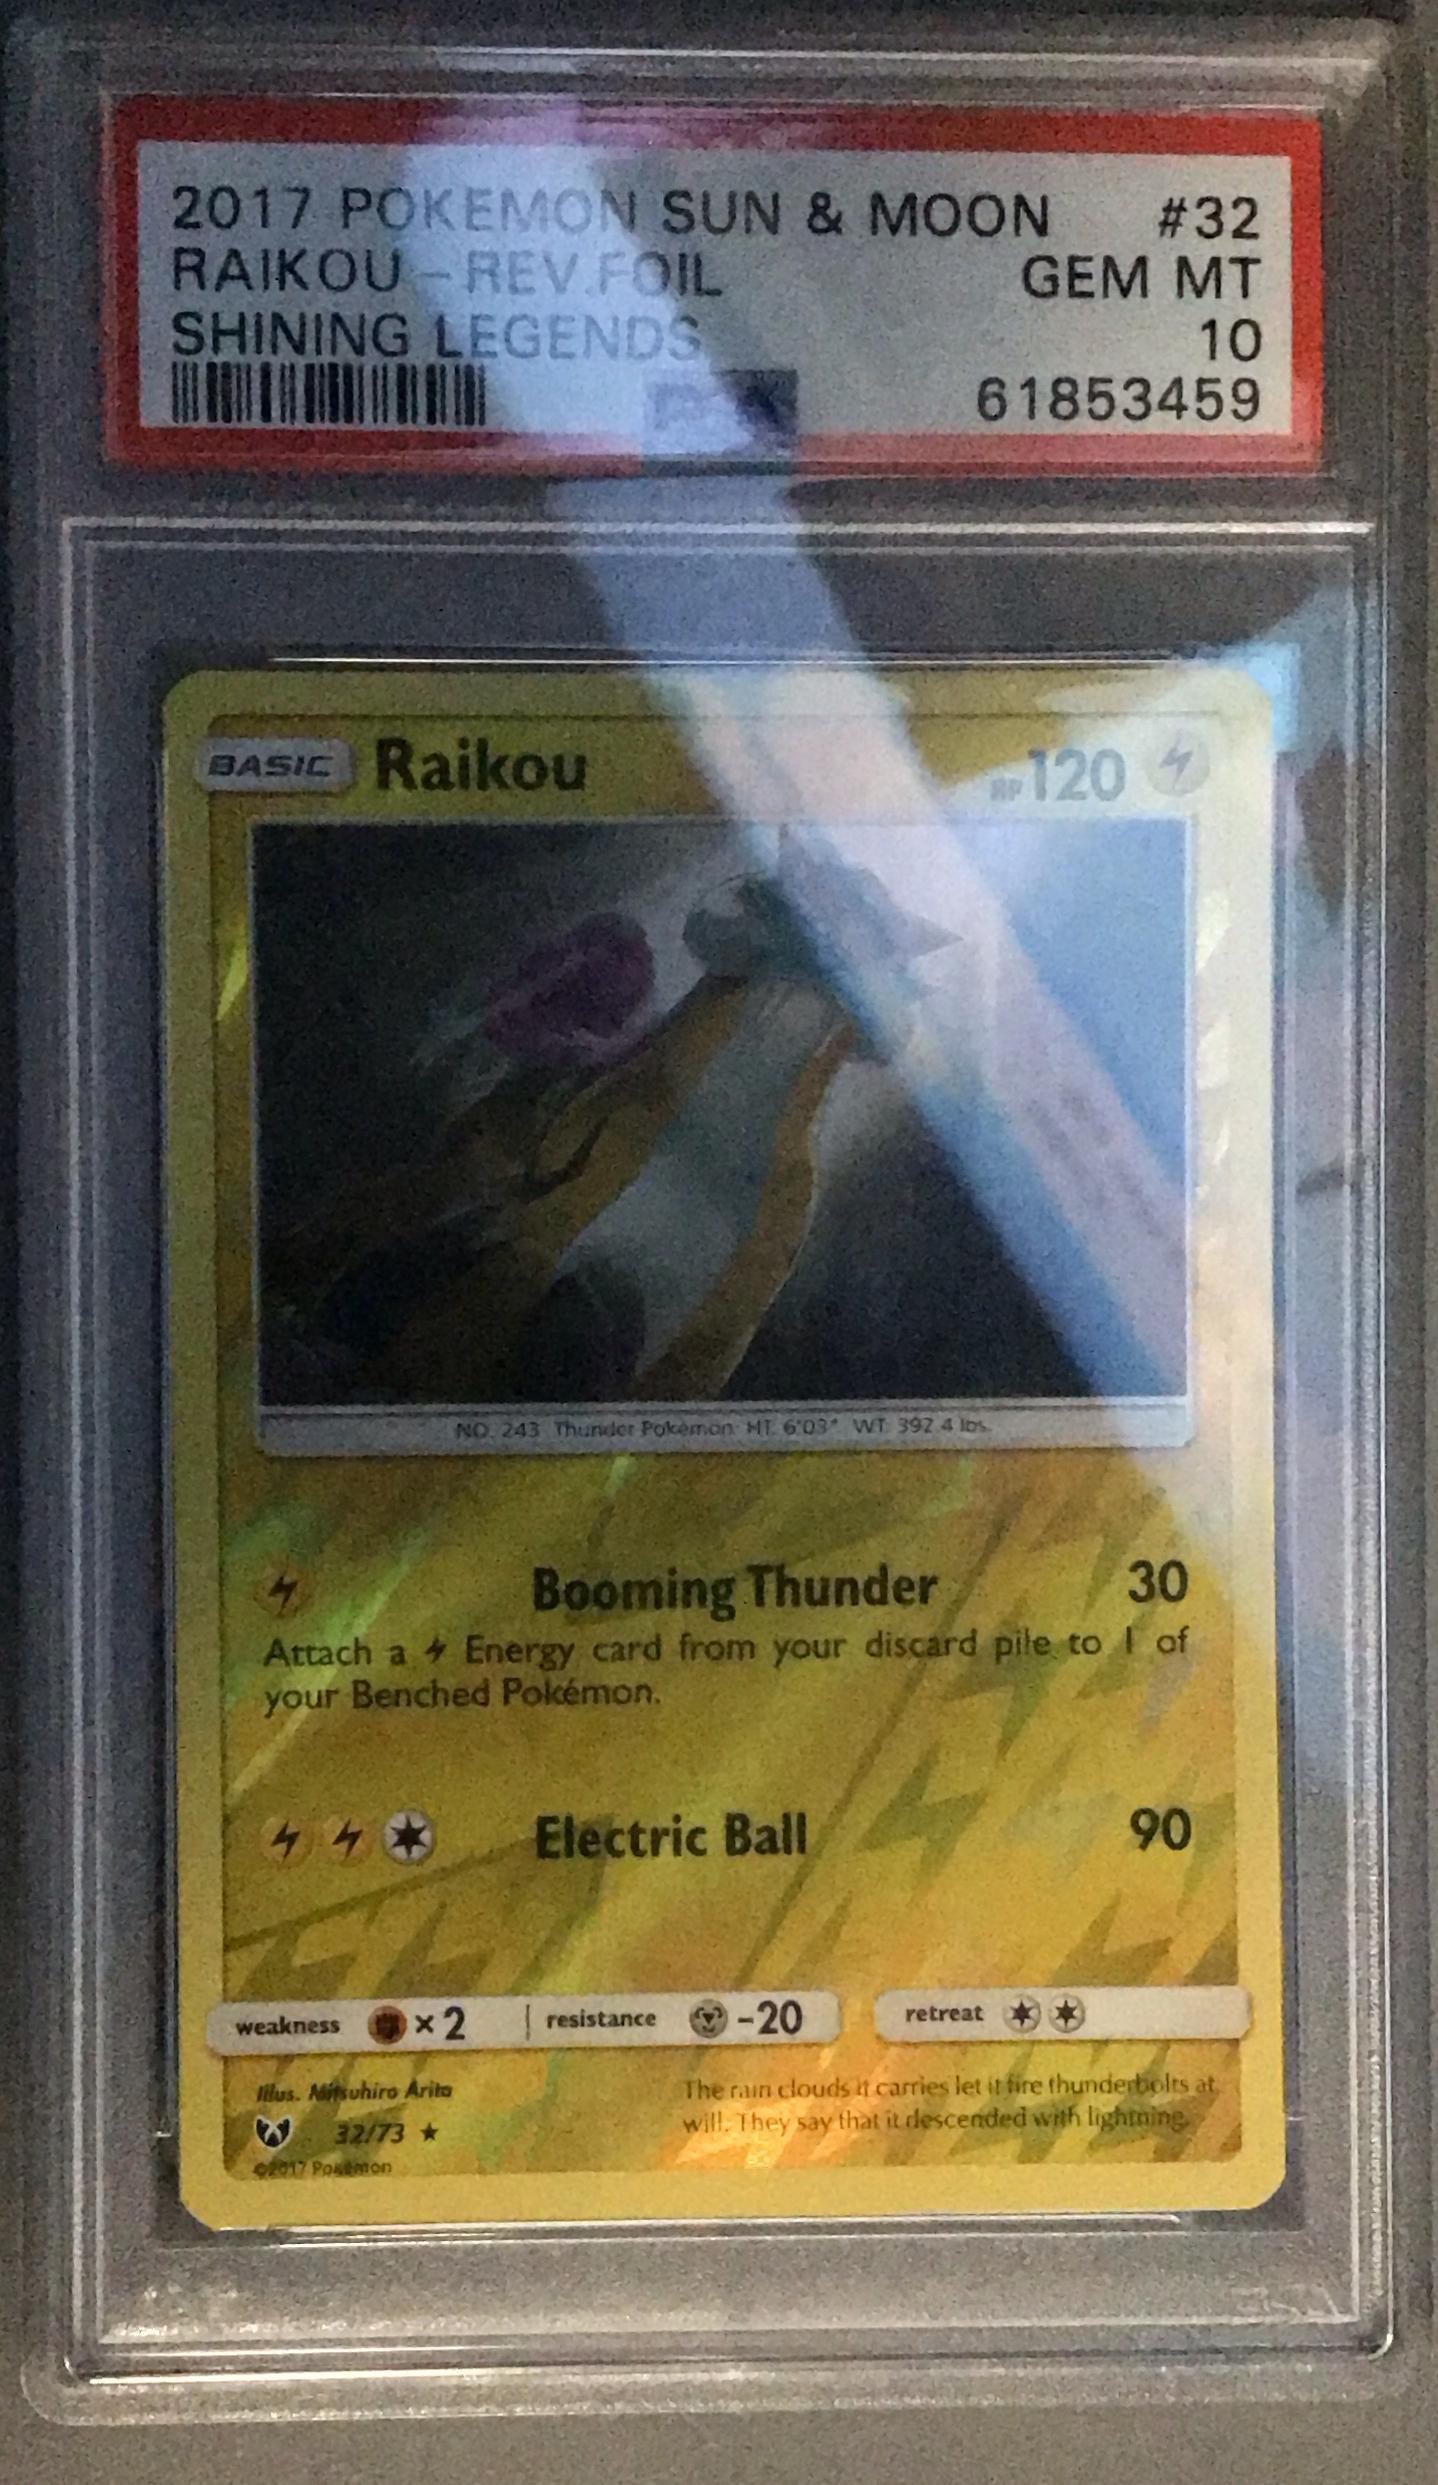 2017 POKEMON SUN & MOON #32
RAIKOU - REV.FOIL GEM MT
SHINING LEGENDS 10
61853459
BASIC Raikou HP 120
NO. 243 Thunder Pokémon HT: 6'03" WT: 392.4 lbs.
Booming Thunder 30
Attach a Energy card from your discard pile to 1 of
your Benched Pokémon.
Electric Ball 90
weakness ×2 resistance -20 retreat
Illus. Mitsuhiro Arita
The rain clouds it carries let it fire thunderbolts at
will. They say that it descended with lightning.
32/73 ★
©2017 Pokémon